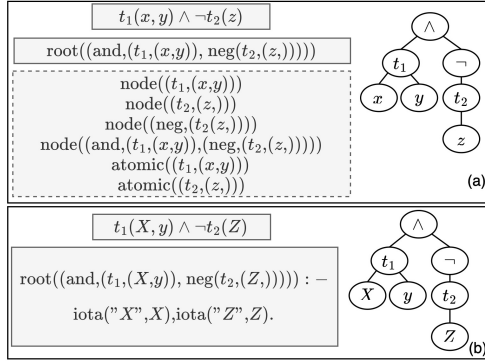 t₁(x, y) ∧ ¬t₂(z)
root((and,(t₁,(x,y)), neg(t₂,(z,)))))
node((t₁,(x,y)))
node((t₂,(z,)))
node((neg,(t₂(z,))))
node((and,(t₁,(x,y)),(neg,(t₂,(z,)))))
atomic((t₁,(x,y)))
atomic((t₂,(z,)))
∧
t₁ ¬
x y t₂
z
(a)
t₁(X, y) ∧ ¬t₂(Z)
root((and,(t₁,(X,y)), neg(t₂,(Z,))))) : −
iota("X", X),iota("Z", Z).
∧
t₁ ¬
X y t₂
Z
(b)